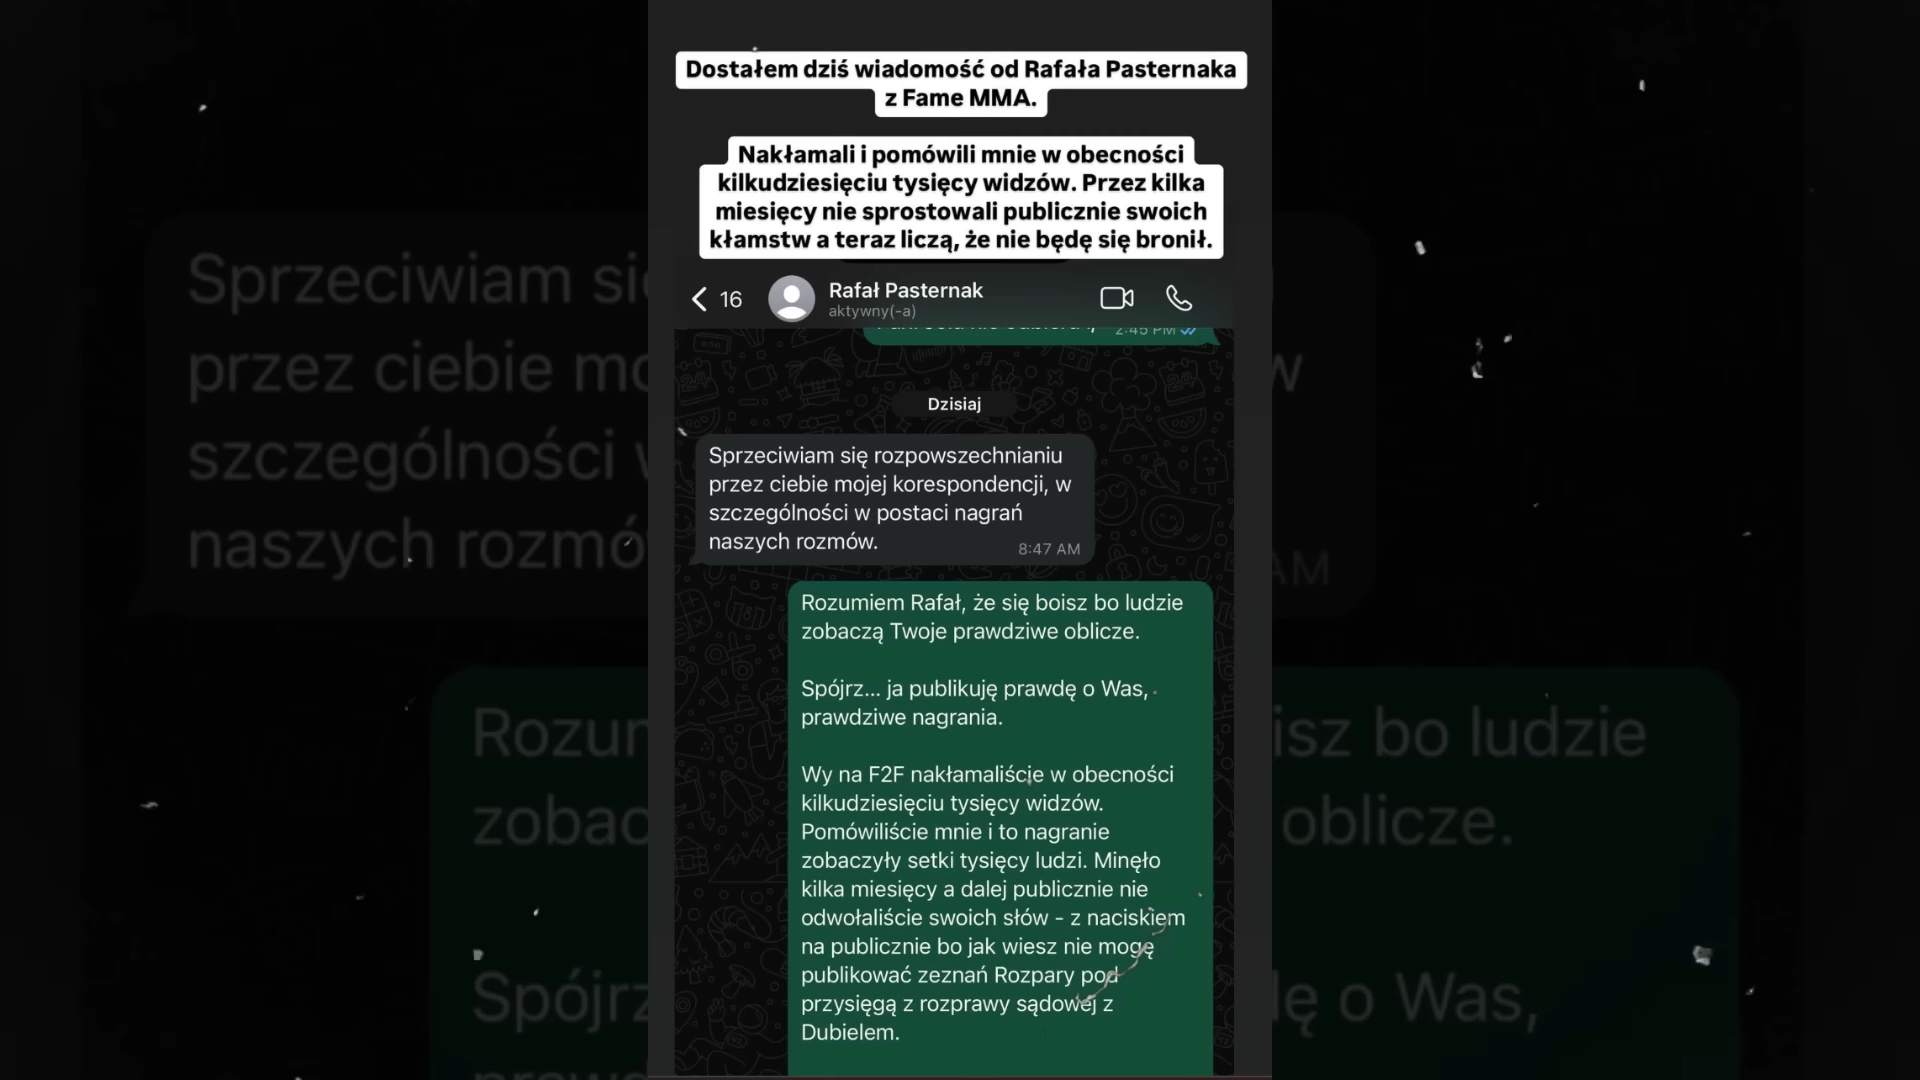 Dostałem dziś wiadomość od Rafała Pasternaka
z Fame MMA.
Nakłamali i pomówili mnie w obecności
kilkudziesięciu tysięcy widzów. Przez kilka
miesięcy nie sprostowali publicznie swoich
kłamstw a teraz liczą, że nie będę się bronił.
16
Rafał Pasternak
aktywny(-a)
2:45 PM
Dzisiaj
Sprzeciwiam się rozpowszechnianiu
przez ciebie mojej korespondencji, w
szczególności w postaci nagrań
naszych rozmów.
8:47 AM
Rozumiem Rafał, że się boisz bo ludzie
zobaczą Twoje prawdziwe oblicze.
Spójrz... ja publikuję prawdę o Was,
prawdziwe nagrania.
Wy na F2F nakłamaliście w obecności
kilkudziesięciu tysięcy widzów.
Pomówiliście mnie i to nagranie
zobaczyły setki tysięcy ludzi. Minęło
kilka miesięcy a dalej publicznie nie
odwołaliście swoich słów - z naciskiem
na publicznie bo jak wiesz nie mogę
publikować zeznań Rozpary pod
przysięgą z rozprawy sądowej z
Dubielem.